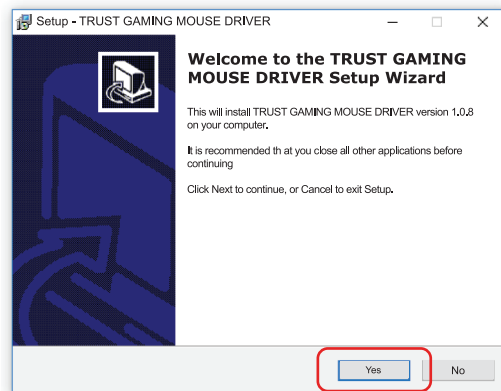 Setup - TRUST GAMING MOUSE DRIVER
Welcome to the TRUST GAMING
MOUSE DRIVER Setup Wizard
This will install TRUST GAMING MOUSE DRIVER version 1.0.8
on your computer.
It is recommended th at you close all other applications before
continuing
Click Next to continue, or Cancel to exit Setup.
Yes No